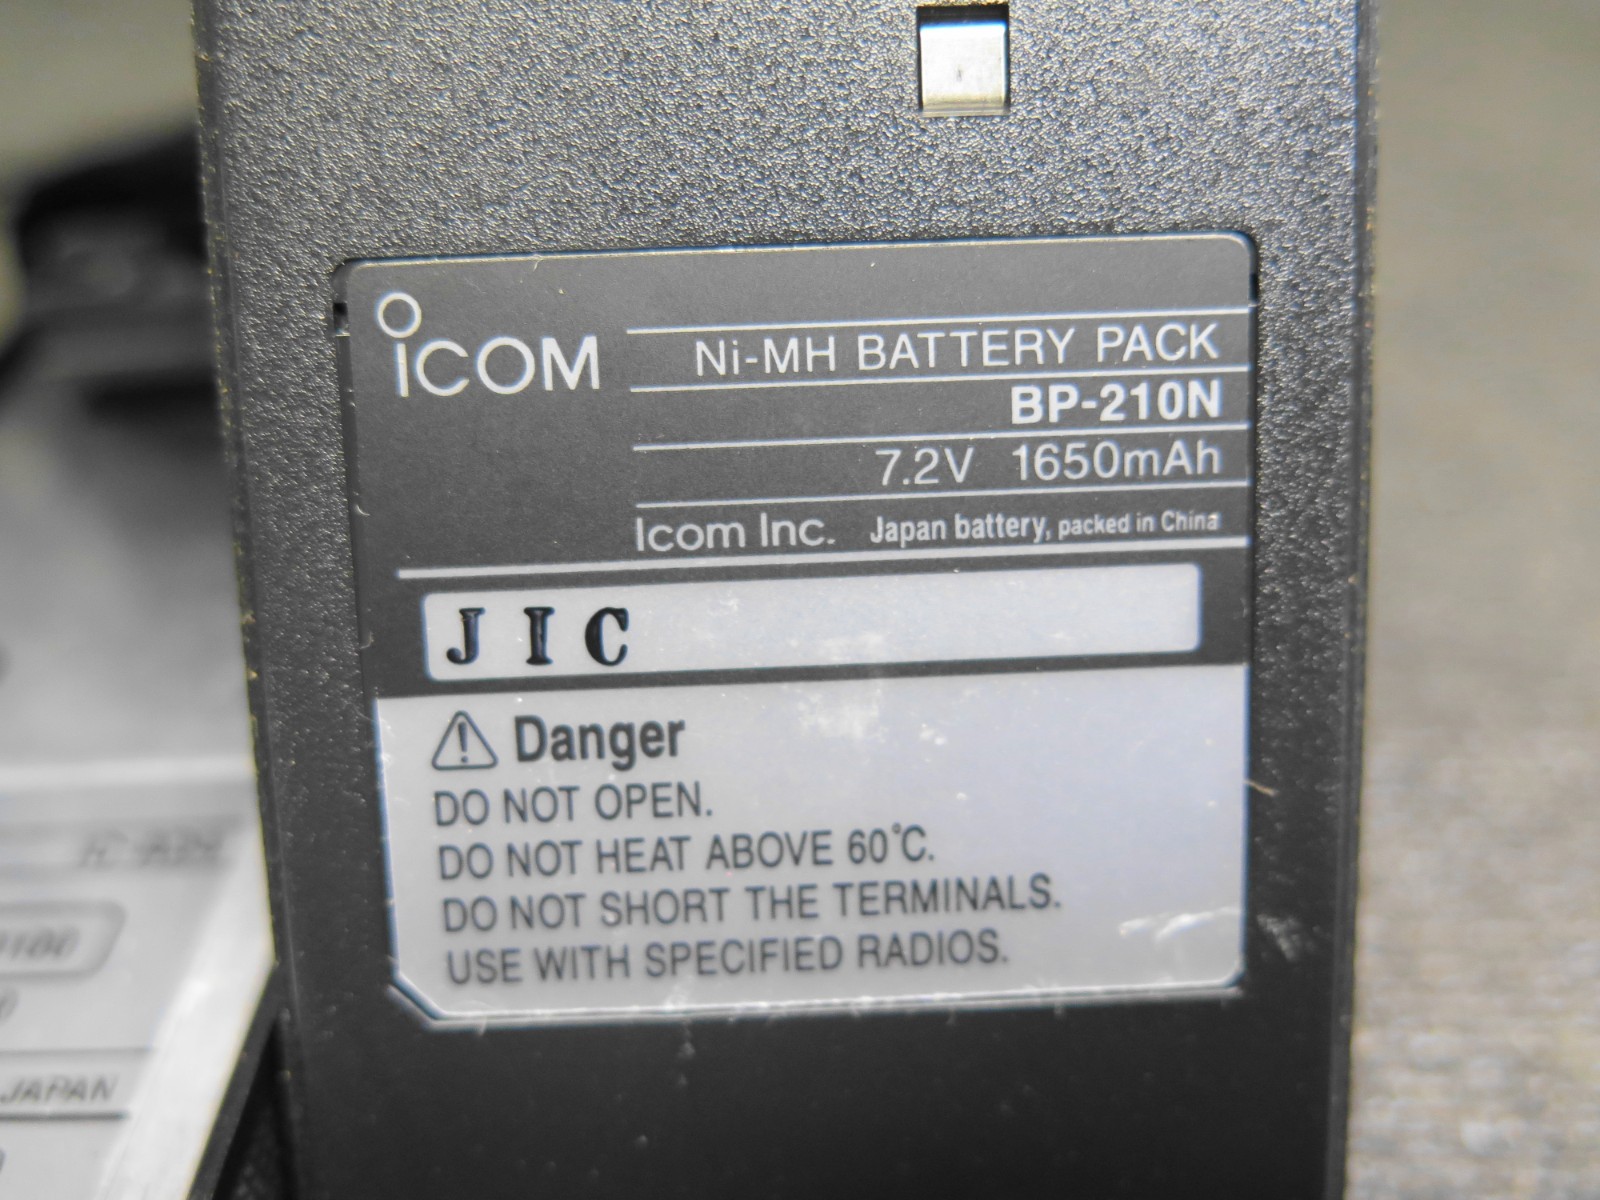 iCOM
Ni-MH BATTERY PACK
BP-210N
7.2V 1650mAh
Icom Inc. Japan battery, packed in China
J I C
Danger
DO NOT OPEN.
DO NOT HEAT ABOVE 60°C.
DO NOT SHORT THE TERMINALS.
USE WITH SPECIFIED RADIOS.
JAPAN